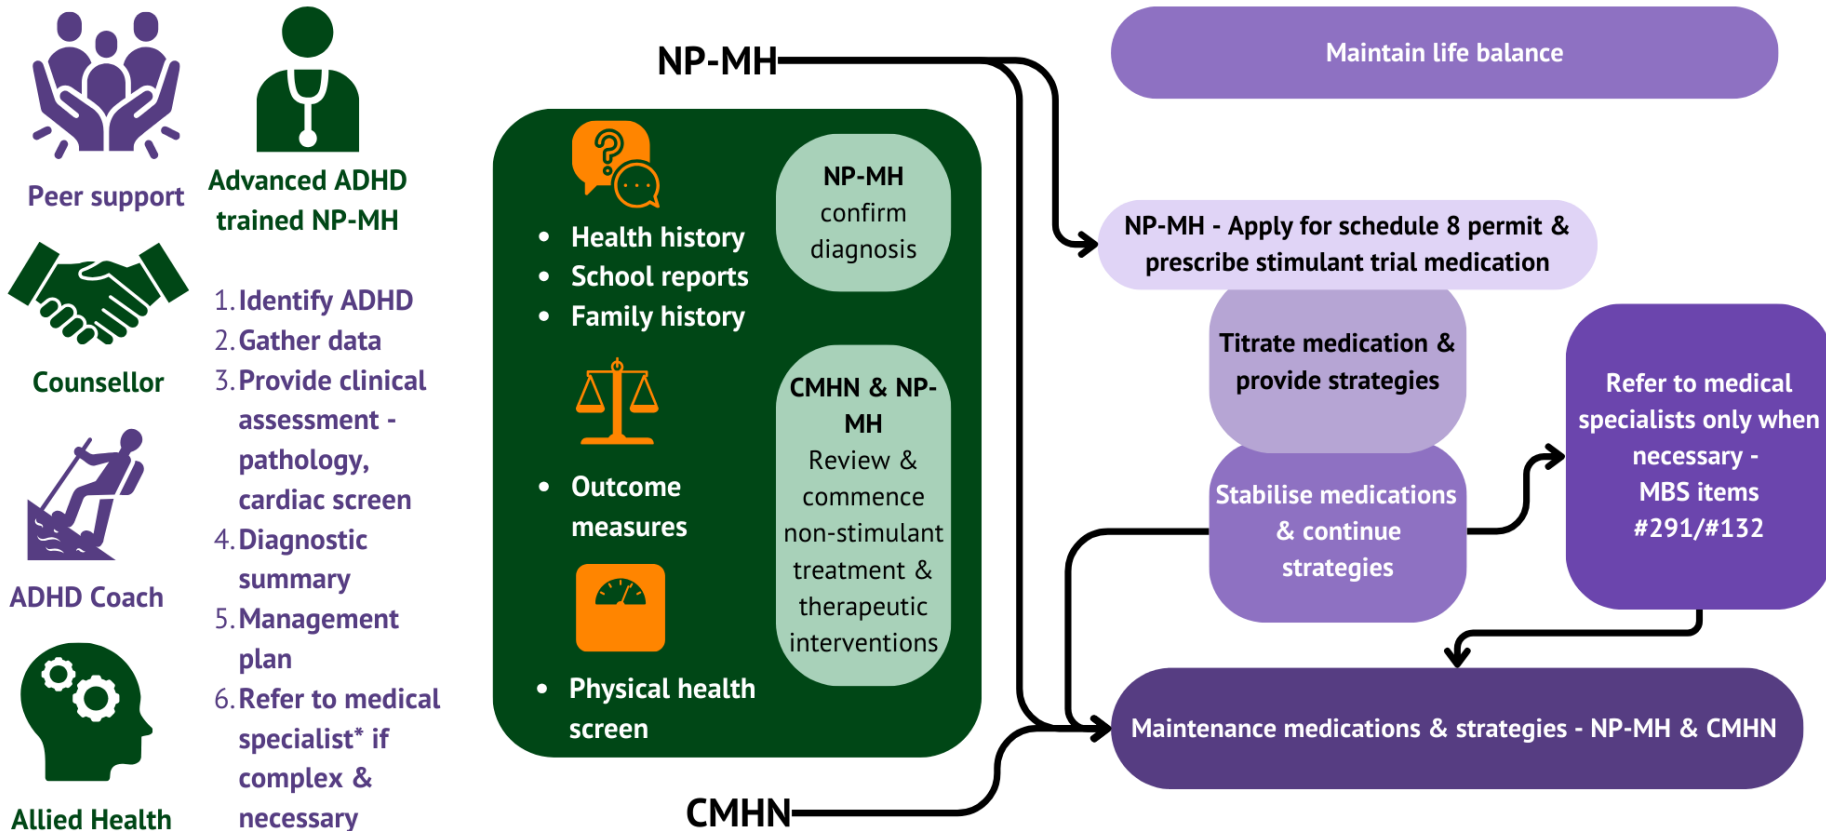 Peer support
Counsellor
ADHD Coach
Allied Health
Advanced ADHD
trained NP-MH
1. Identify ADHD
2. Gather data
3. Provide clinical
assessment -
pathology,
cardiac screen
4. Diagnostic
summary
5. Management
plan
6. Refer to medical
specialist* if
complex &
necessary
NP-MH
• Health history
• School reports
• Family history
• Outcome
measures
• Physical health
screen
NP-MH
confirm
diagnosis
CMHN & NP-
MH
Review &
commence
non-stimulant
treatment &
therapeutic
interventions
CMHN
Maintain life balance
NP-MH - Apply for schedule 8 permit &
prescribe stimulant trial medication
Titrate medication &
provide strategies
Stabilise medications
& continue
strategies
Refer to medical
specialists only when
necessary -
MBS items
#291/#132
Maintenance medications & strategies - NP-MH & CMHN